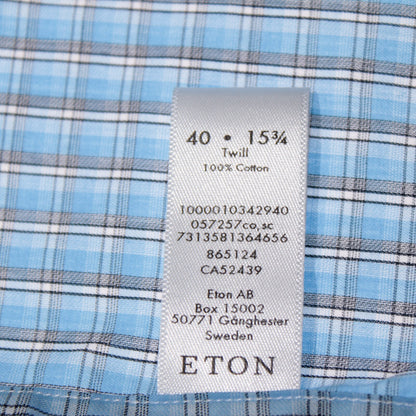 40 • 15¾
Twill
100% Cotton
1000010342940
057257co,sc
7313581364656
865124
CA52439
Eton AB
Box 15002
50771 Gånghester
Sweden
ETON